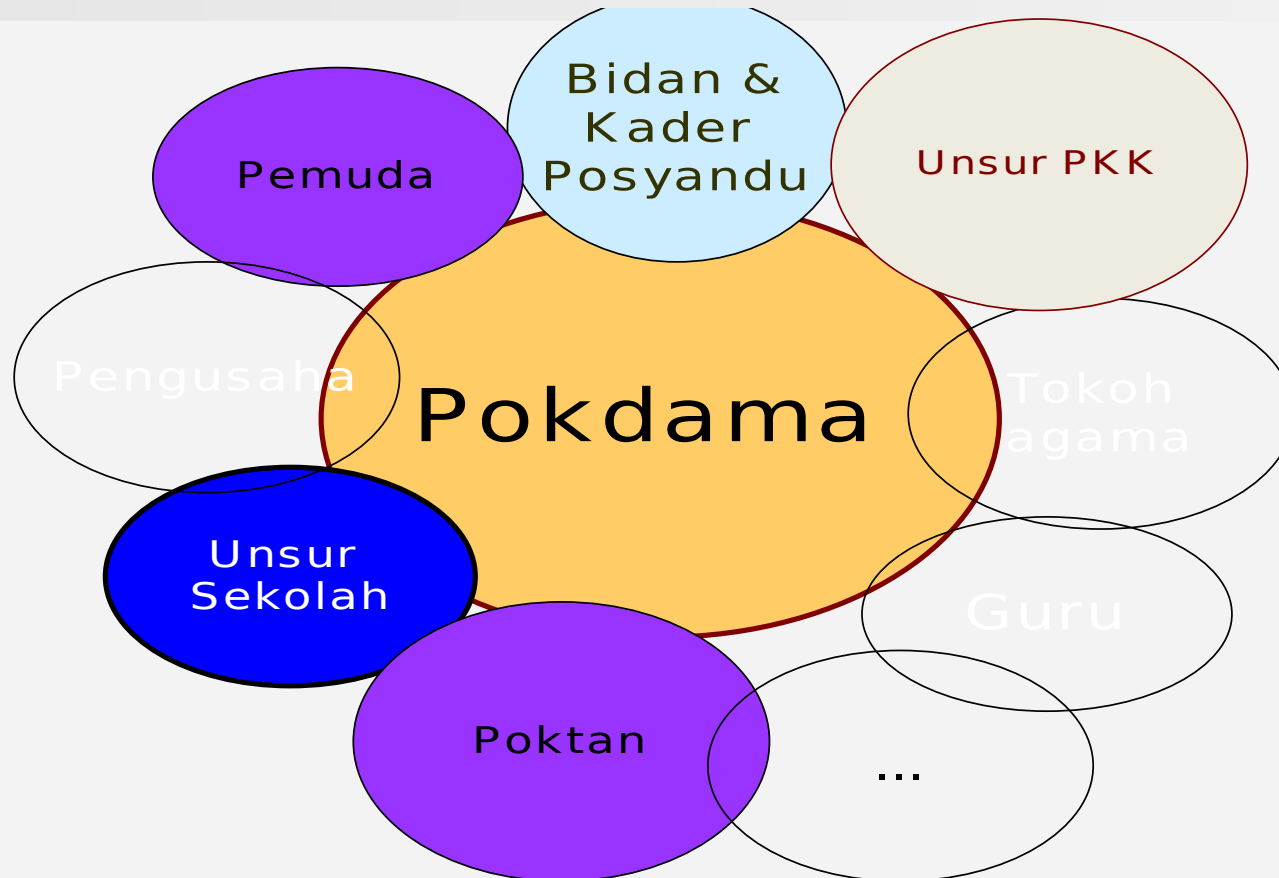 Bidan &
Kader
Posyandu
Pemuda
Unsur PKK
Pengusaha
Pokdama
Tokoh
agama
Unsur
Sekolah
Guru
Poktan
...